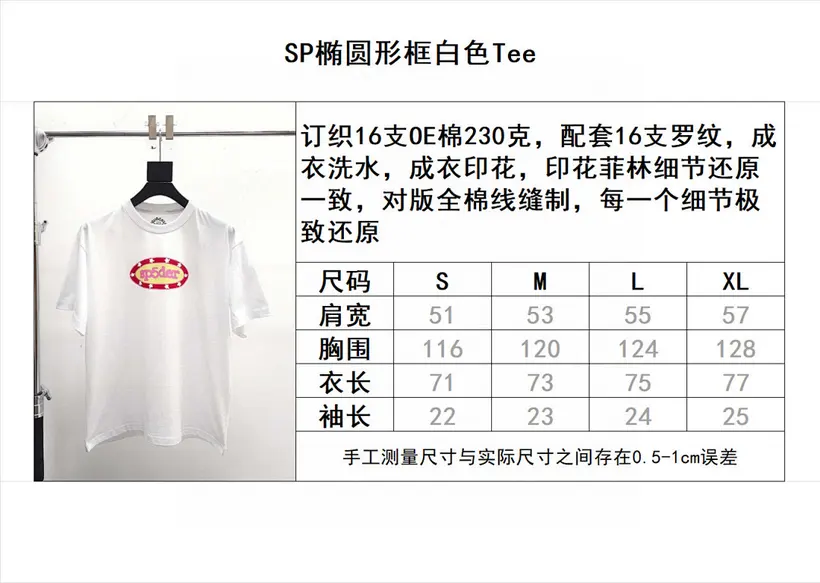 SP椭圆形框白色Tee
订织16支OE棉230克，配套16支罗纹，成
衣洗水，成衣印花，印花菲林细节还原
一致，对版全棉线缝制，每一个细节极
致还原
sp5der
尺码 S M L XL
肩宽 51 53 55 57
胸围 116 120 124 128
衣长 71 73 75 77
袖长 22 23 24 25
手工测量尺寸与实际尺寸之间存在0.5-1cm误差